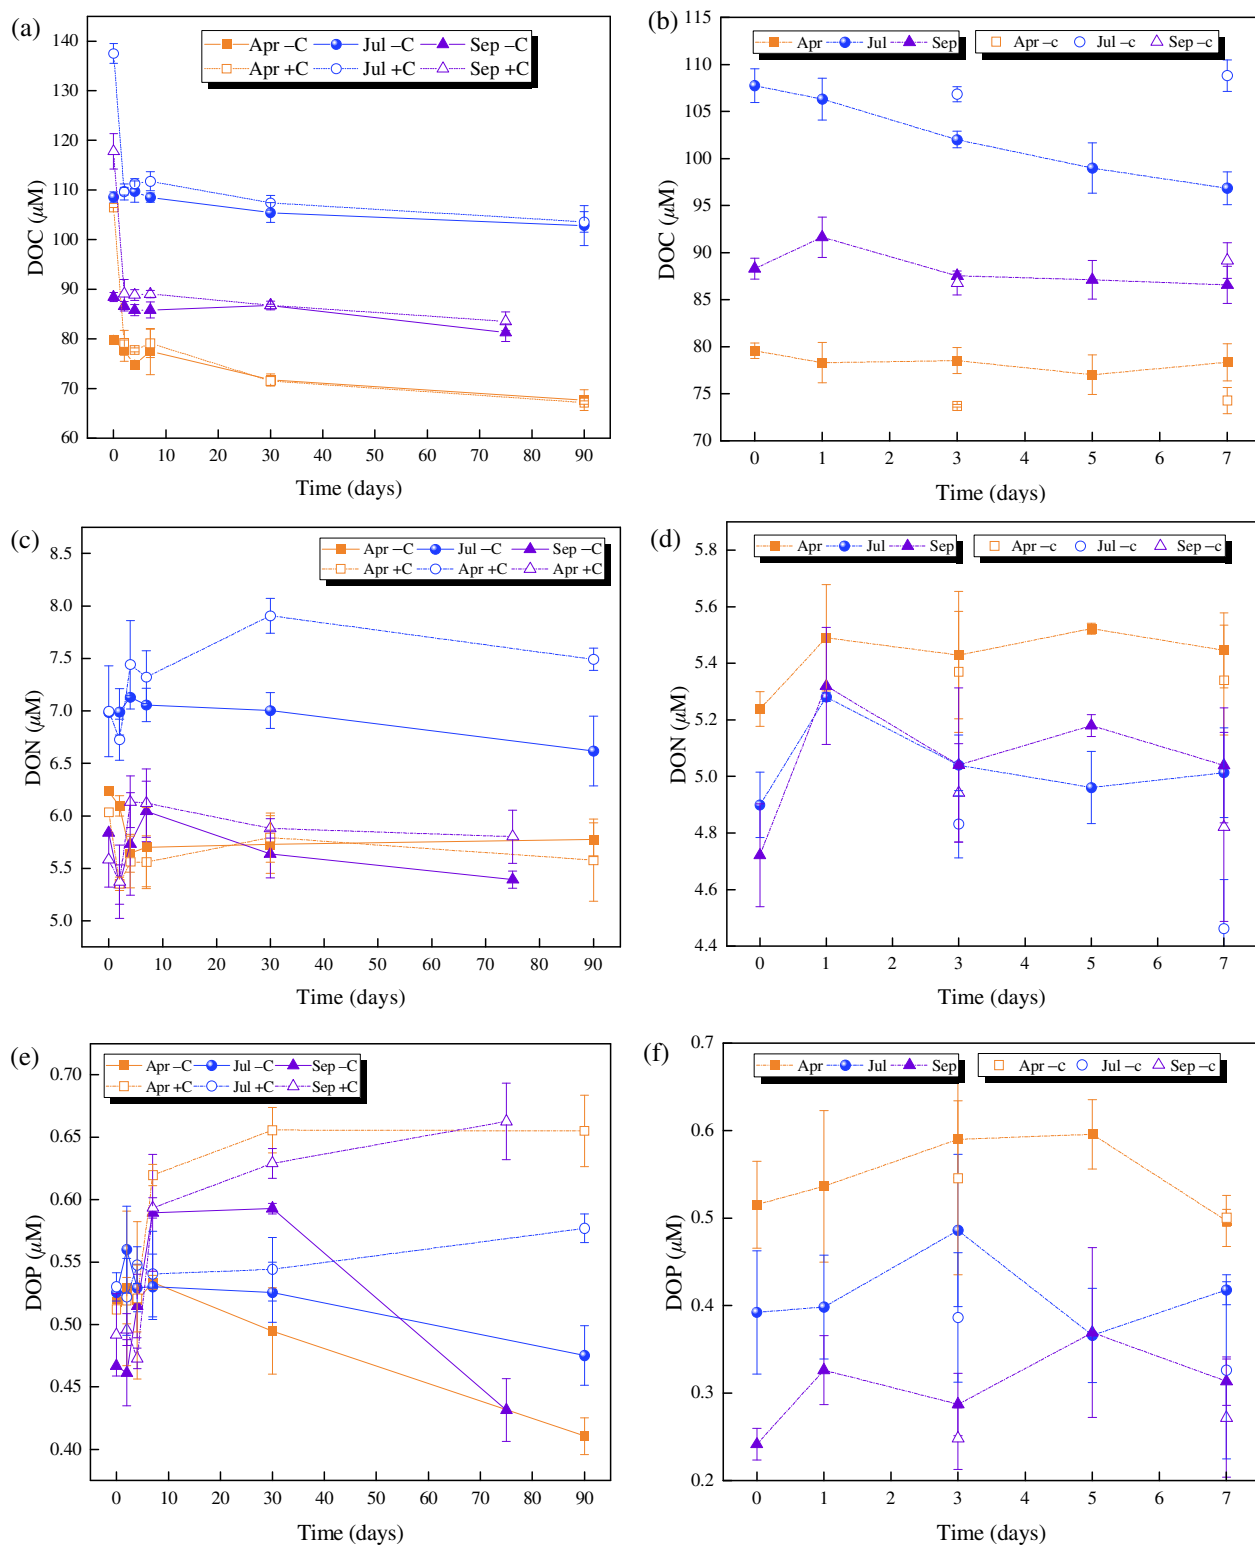 (a)
Apr –C Jul –C Sep –C
Apr +C Jul +C Sep +C
140
130
120
110
100
90
80
70
60
DOC (μM)
0 10 20 30 40 50 60 70 80 90
Time (days)
(b)
Apr Jul Sep Apr –c Jul –c Sep –c
115
110
105
100
95
90
85
80
75
70
DOC (μM)
0 1 2 3 4 5 6 7
Time (days)
(c)
Apr –C Jul –C Sep –C
Apr +C Apr +C Apr +C
8.5
8.0
7.5
7.0
6.5
6.0
5.5
5.0
DON (μM)
0 10 20 30 40 50 60 70 80 90
Time (days)
(d)
Apr Jul Sep Apr –c Jul –c Sep –c
5.8
5.6
5.4
5.2
5.0
4.8
4.6
4.4
DON (μM)
0 1 2 3 4 5 6 7
Time (days)
(e)
Apr –C Jul –C Sep –C
Apr +C Jul +C Sep +C
0.70
0.65
0.60
0.55
0.50
0.45
0.40
DOP (μM)
0 10 20 30 40 50 60 70 80 90
Time (days)
(f)
Apr Jul Sep Apr –c Jul –c Sep –c
0.7
0.6
0.5
0.4
0.3
0.2
DOP (μM)
0 1 2 3 4 5 6 7
Time (days)